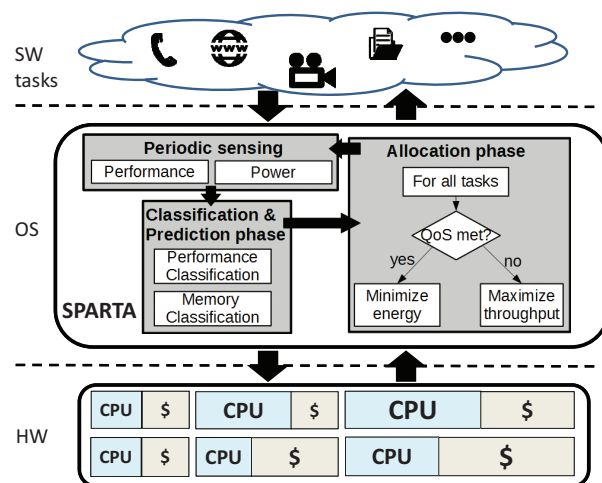 SW
tasks
WWW
OS
Periodic sensing
Performance
Power
Classification &
Prediction phase
Performance
Classification
Memory
Classification
SPARTA
Allocation phase
For all tasks
QoS met?
yes
no
Minimize
energy
Maximize
throughput
HW
CPU $ CPU $ CPU $
CPU $ CPU $ CPU $